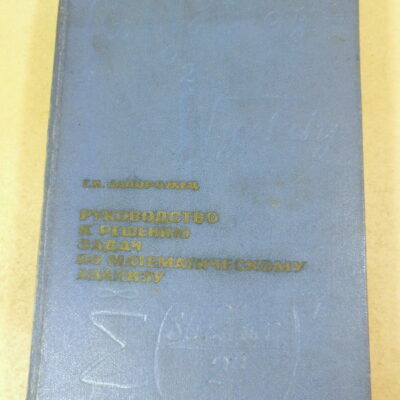 Г.И. ЗАПОРОЖЕЦ
РУКОВОДСТВО
К РЕШЕНИЮ
ЗАДАЧ
ПО МАТЕМАТИЧЕСКОМУ
АНАЛИЗУ